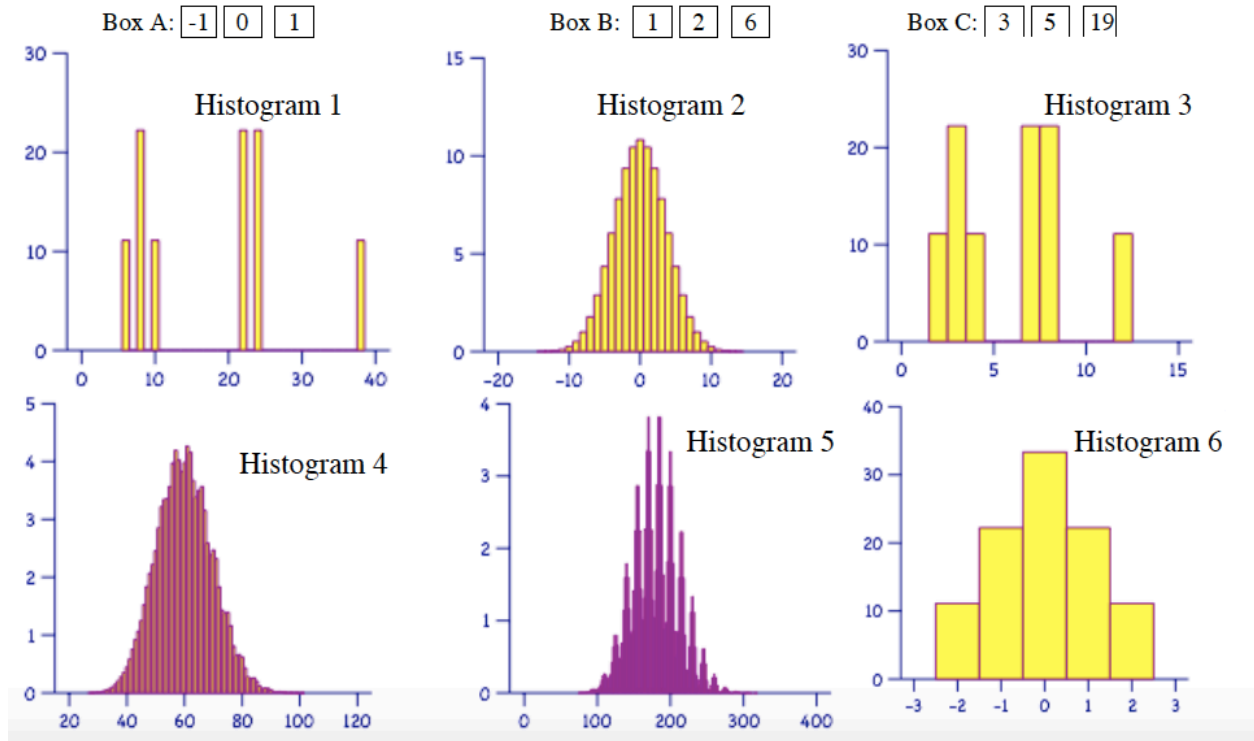 Box A: -1 0 1
Box B: 1 2 6
Box C: 3 5 19
Histogram 1
30
20
10
0
0 10 20 30 40
Histogram 2
15
10
5
0
-20 -10 0 10 20
Histogram 3
30
20
10
0
0 5 10 15
Histogram 4
5
4
3
2
1
0
20 40 60 80 100 120
Histogram 5
4
3
2
1
0
0 100 200 300 400
Histogram 6
40
30
20
10
0
-3 -2 -1 0 1 2 3